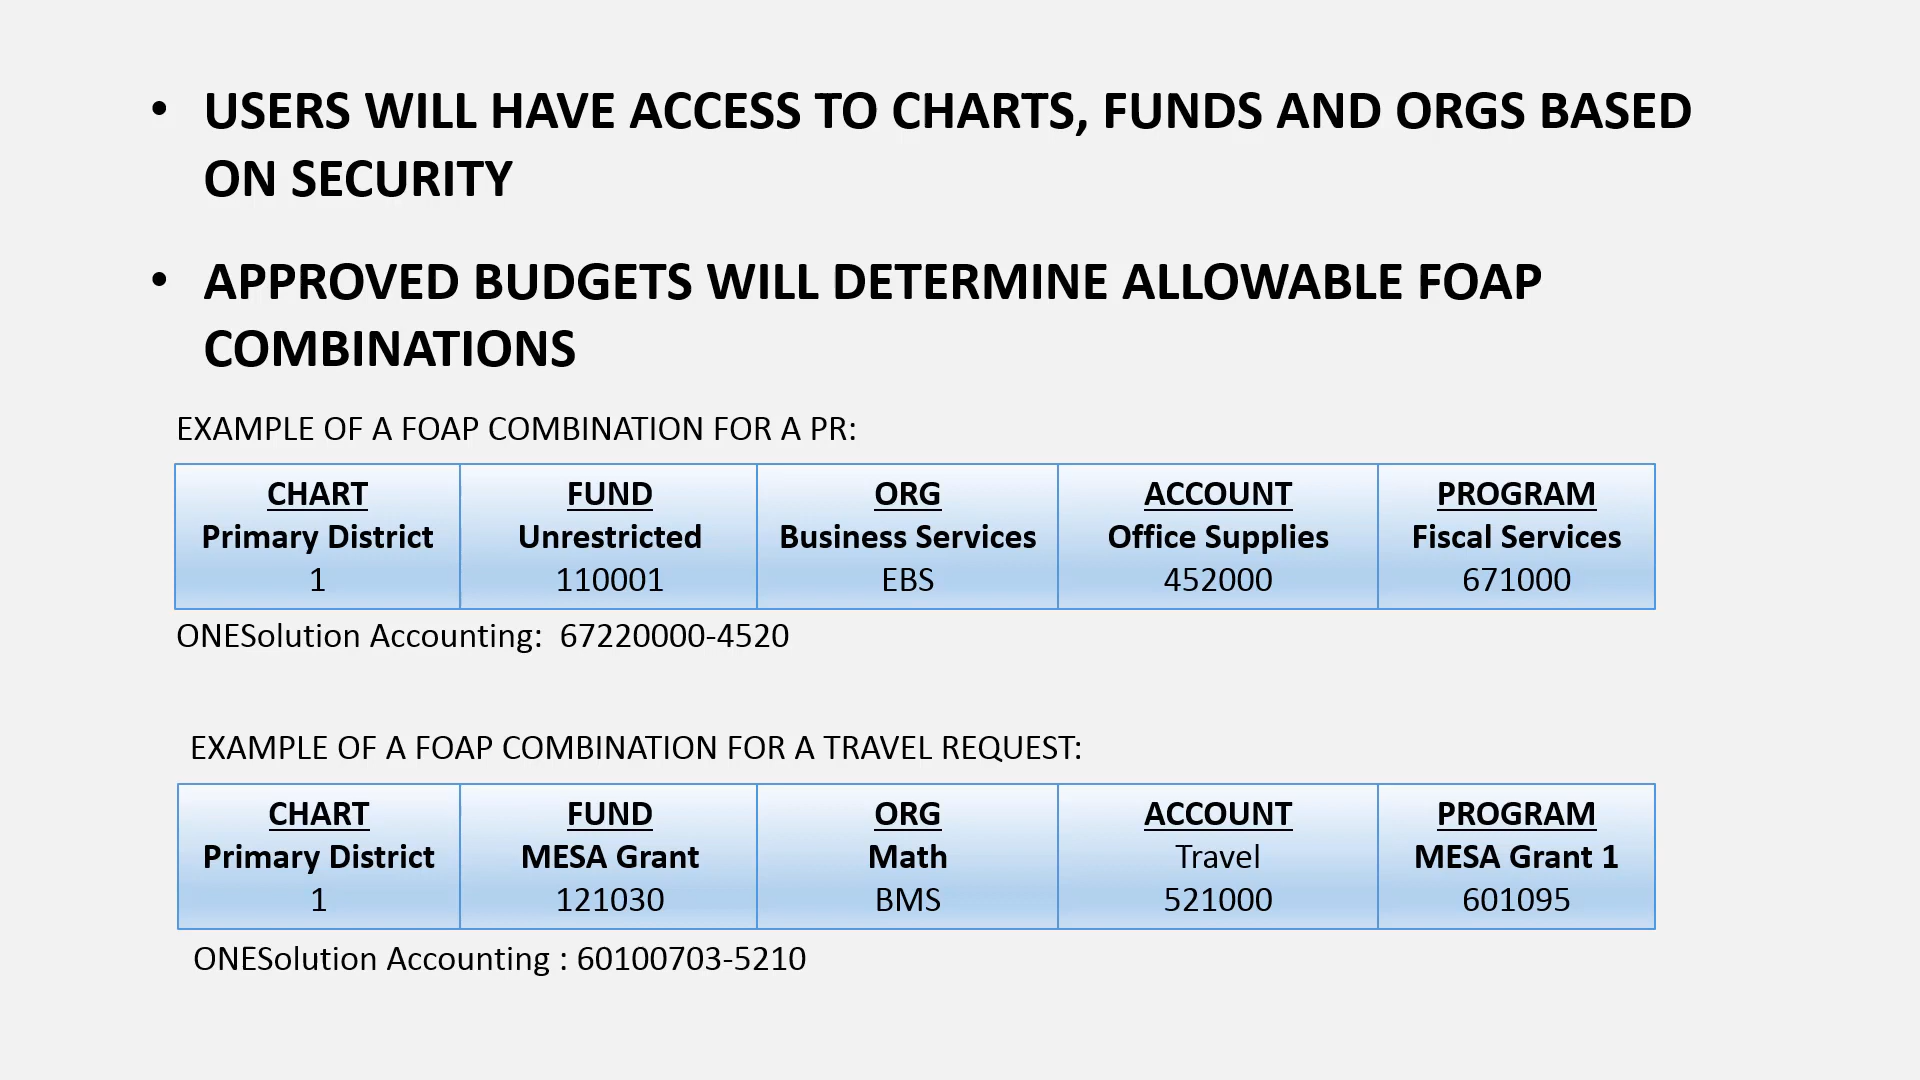 • USERS WILL HAVE ACCESS TO CHARTS, FUNDS AND ORGS BASED
ON SECURITY
• APPROVED BUDGETS WILL DETERMINE ALLOWABLE FOAP
COMBINATIONS
EXAMPLE OF A FOAP COMBINATION FOR A PR:
CHART FUND ORG ACCOUNT PROGRAM
Primary District Unrestricted Business Services Office Supplies Fiscal Services
1 110001 EBS 452000 671000
ONESolution Accounting: 67220000-4520
EXAMPLE OF A FOAP COMBINATION FOR A TRAVEL REQUEST:
CHART FUND ORG ACCOUNT PROGRAM
Primary District MESA Grant Math Travel MESA Grant 1
1 121030 BMS 521000 601095
ONESolution Accounting : 60100703-5210